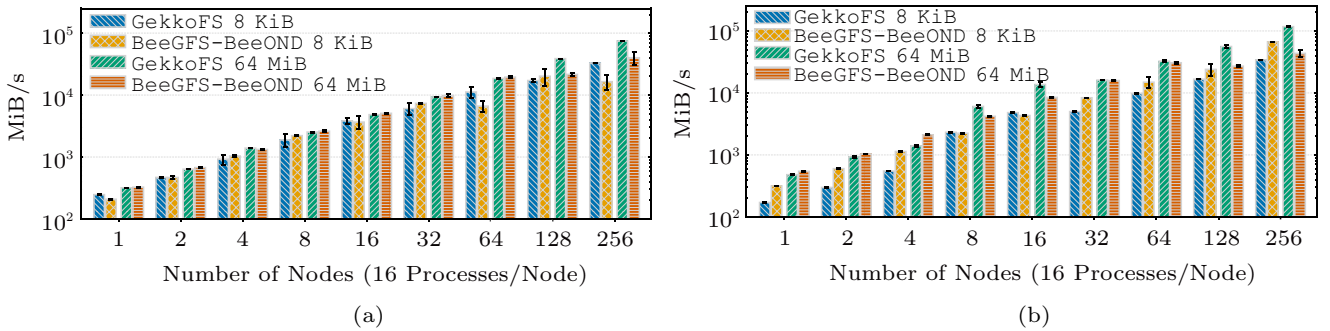 GekkoFS 8 KiB
BeeGFS-BeeOND 8 KiB
GekkoFS 64 MiB
BeeGFS-BeeOND 64 MiB
10^5
10^4
10^3
10^2
MiB/s
1 2 4 8 16 32 64 128 256
Number of Nodes (16 Processes/Node)
(a)
GekkoFS 8 KiB
BeeGFS-BeeOND 8 KiB
GekkoFS 64 MiB
BeeGFS-BeeOND 64 MiB
10^5
10^4
10^3
10^2
MiB/s
1 2 4 8 16 32 64 128 256
Number of Nodes (16 Processes/Node)
(b)